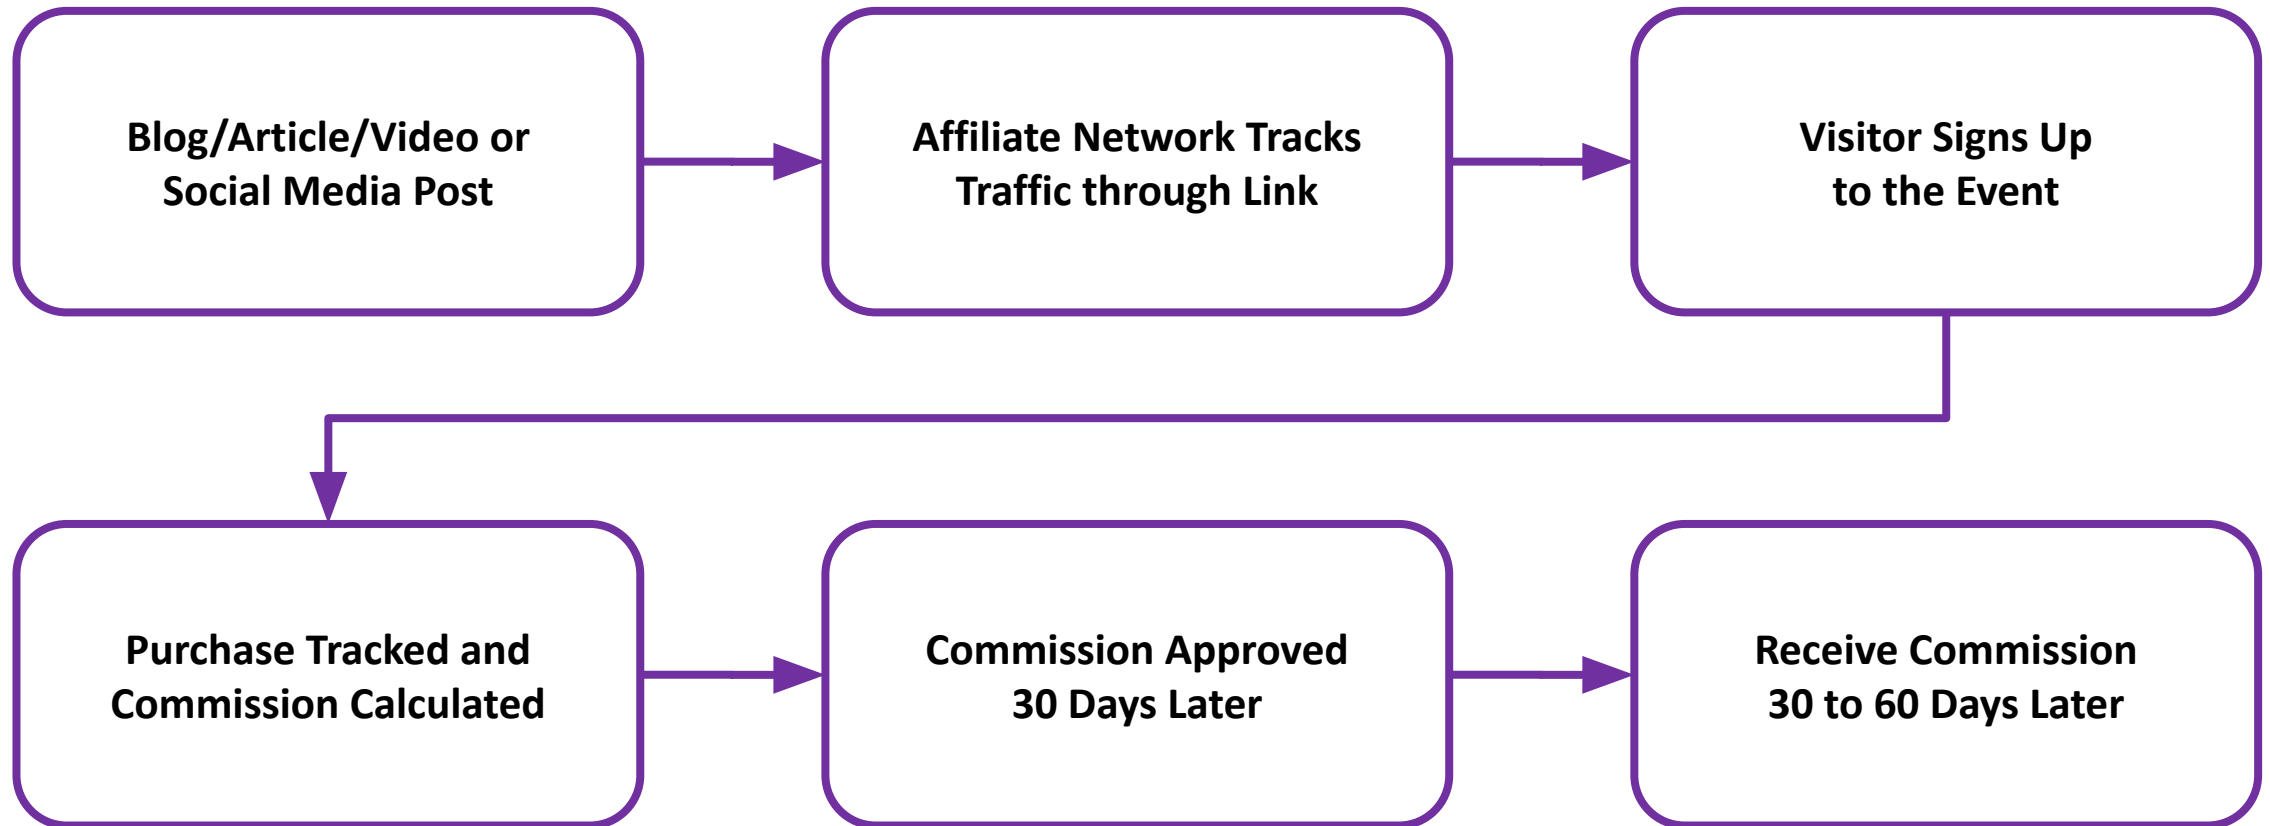 Blog/Article/Video or
Social Media Post
Affiliate Network Tracks
Traffic through Link
Visitor Signs Up
to the Event
Purchase Tracked and
Commission Calculated
Commission Approved
30 Days Later
Receive Commission
30 to 60 Days Later